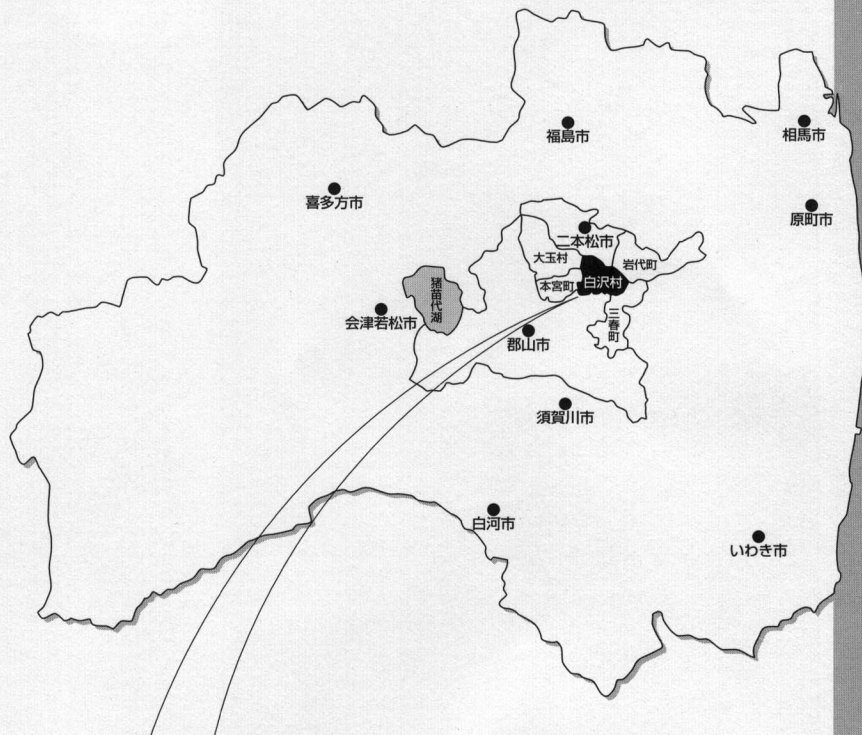 福島市
相馬市
喜多方市
原町市
二本松市
大玉村
岩代町
本宮町
白沢村
猪苗代湖
会津若松市
三春町
郡山市
須賀川市
白河市
いわき市